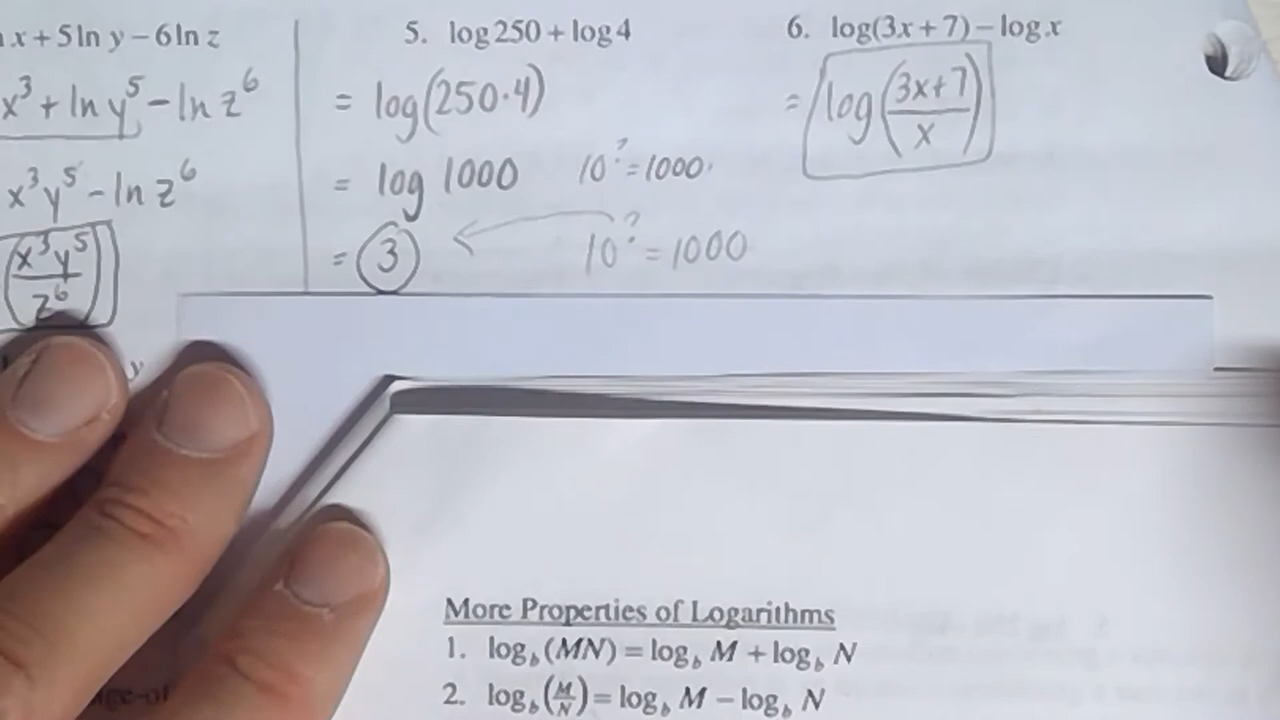 x + 5 ln y − 6 ln z
x³ + ln y⁵ − ln z⁶
x³y⁵ − ln z⁶
(x³y⁵/z⁶)
y
5. log 250 + log 4
= log(250·4)
= log 1000 10^? = 1000
= 3 10^? = 1000
6. log(3x + 7) − log x
= log((3x+7)/x)
More Properties of Logarithms
1. log_b (MN) = log_b M + log_b N
2. log_b (M/N) = log_b M − log_b N